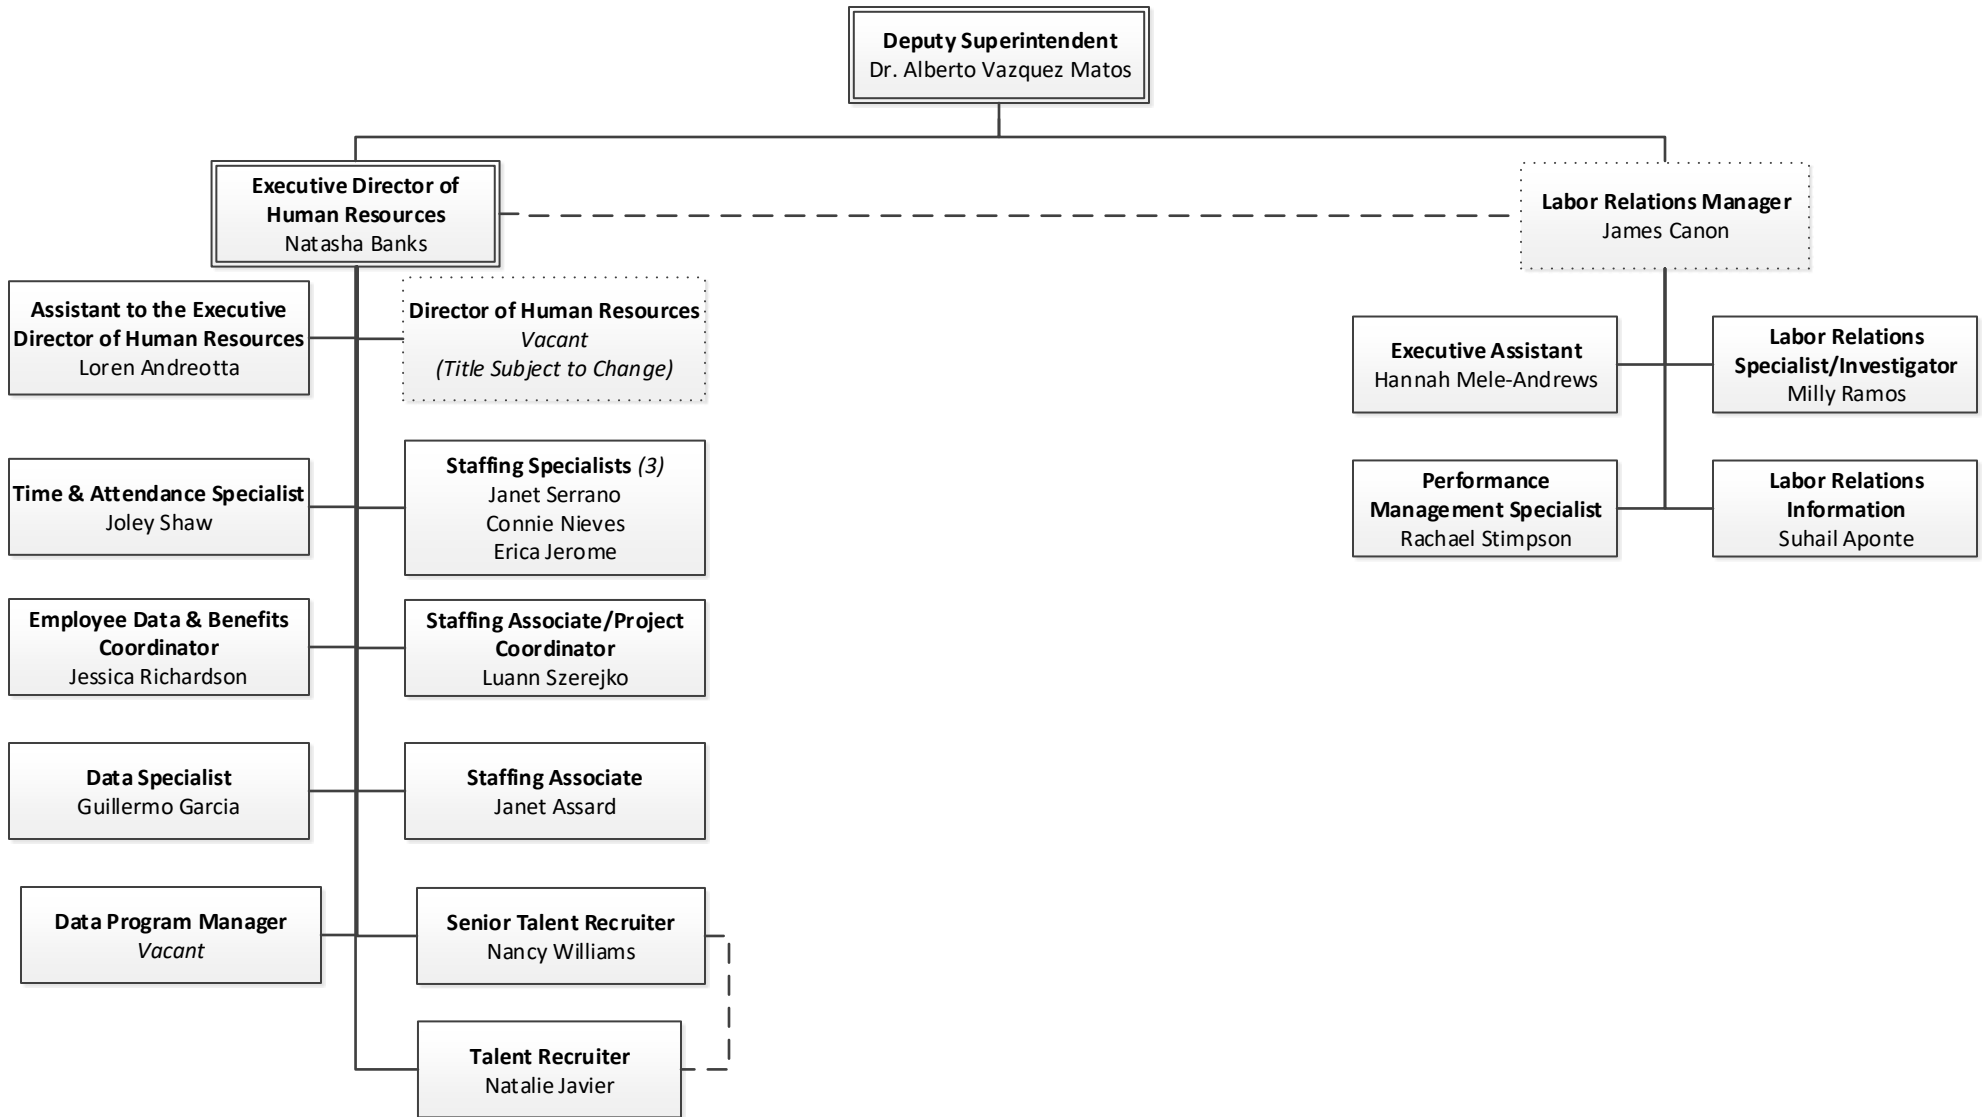 Deputy Superintendent
Dr. Alberto Vazquez Matos
Executive Director of
Human Resources
Natasha Banks
Labor Relations Manager
James Canon
Assistant to the Executive
Director of Human Resources
Loren Andreotta
Director of Human Resources
Vacant
(Title Subject to Change)
Executive Assistant
Hannah Mele-Andrews
Labor Relations
Specialist/Investigator
Milly Ramos
Time & Attendance Specialist
Joley Shaw
Staffing Specialists (3)
Janet Serrano
Connie Nieves
Erica Jerome
Performance
Management Specialist
Rachael Stimpson
Labor Relations
Information
Suhail Aponte
Employee Data & Benefits
Coordinator
Jessica Richardson
Staffing Associate/Project
Coordinator
Luann Szerejko
Data Specialist
Guillermo Garcia
Staffing Associate
Janet Assard
Data Program Manager
Vacant
Senior Talent Recruiter
Nancy Williams
Talent Recruiter
Natalie Javier